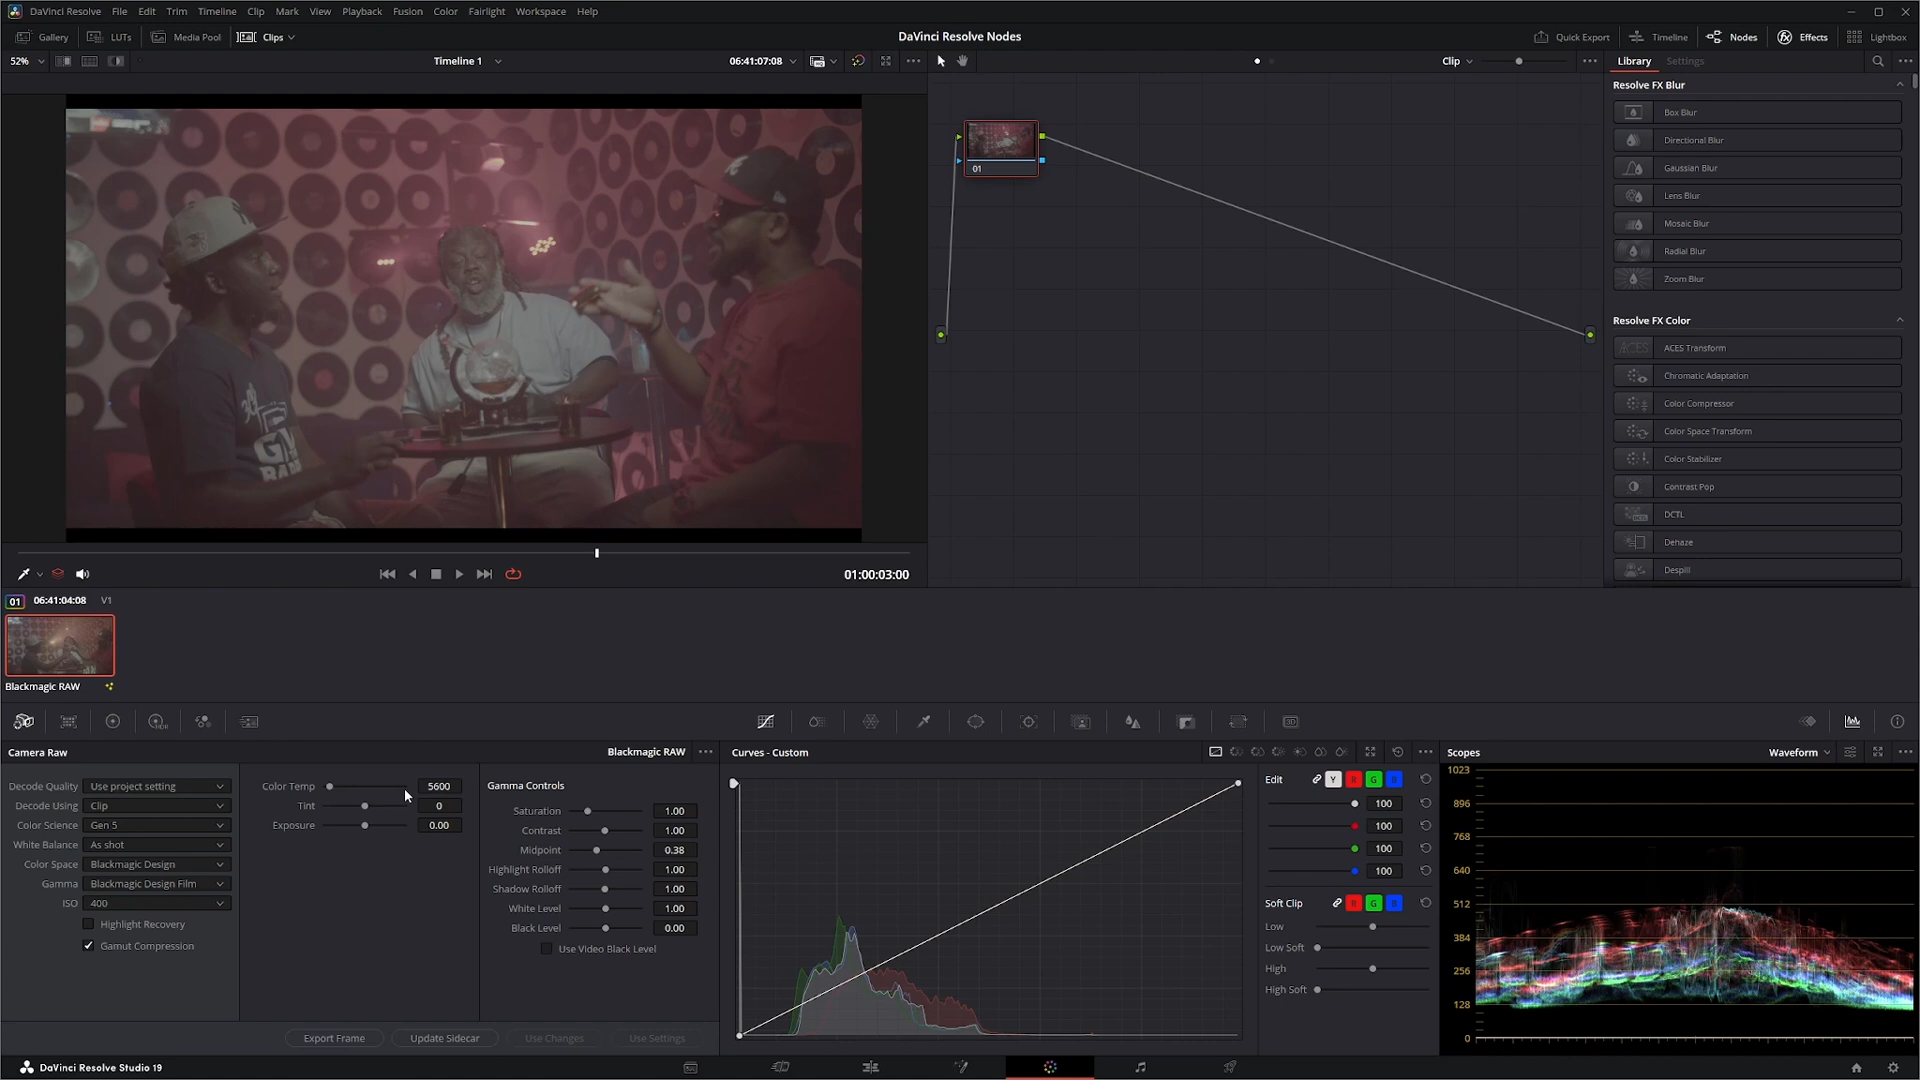 DaVinci Resolve File Edit Trim Timeline Clip Mark View Playback Fusion Color Fairlight Workspace Help
Gallery LUTs Media Pool Clips DaVinci Resolve Nodes Quick Export Timeline Nodes Effects Lightbox
52% Timeline 1 06:41:07:08 Clip Library Settings
Resolve FX Blur
Box Blur
Directional Blur
Gaussian Blur
Lens Blur
Mosaic Blur
Radial Blur
Zoom Blur
Resolve FX Color
ACES Transform
Chromatic Adaptation
Color Compressor
Color Space Transform
Color Stabilizer
Contrast Pop
DCTL
Dehaze
Despill
01
01:00:03:00
01 06:41:04:08 V1
Blackmagic RAW
Camera Raw Blackmagic RAW
Decode Quality Use project setting
Decode Using Clip
Color Science Gen 5
White Balance As shot
Color Space Blackmagic Design
Gamma Blackmagic Design Film
ISO 400
Highlight Recovery
Gamut Compression
Color Temp 5600
Tint 0
Exposure 0.00
Gamma Controls
Saturation 1.00
Contrast 1.00
Midpoint 0.38
Highlight Rolloff 1.00
Shadow Rolloff 1.00
White Level 1.00
Black Level 0.00
Use Video Black Level
Export Frame Update Sidecar Use Changes Use Settings
Curves - Custom
Edit Y R G B
100
100
100
100
Soft Clip R G B
Low
Low Soft
High
High Soft
Scopes Waveform
1023
896
768
640
512
384
256
128
0
DaVinci Resolve Studio 19